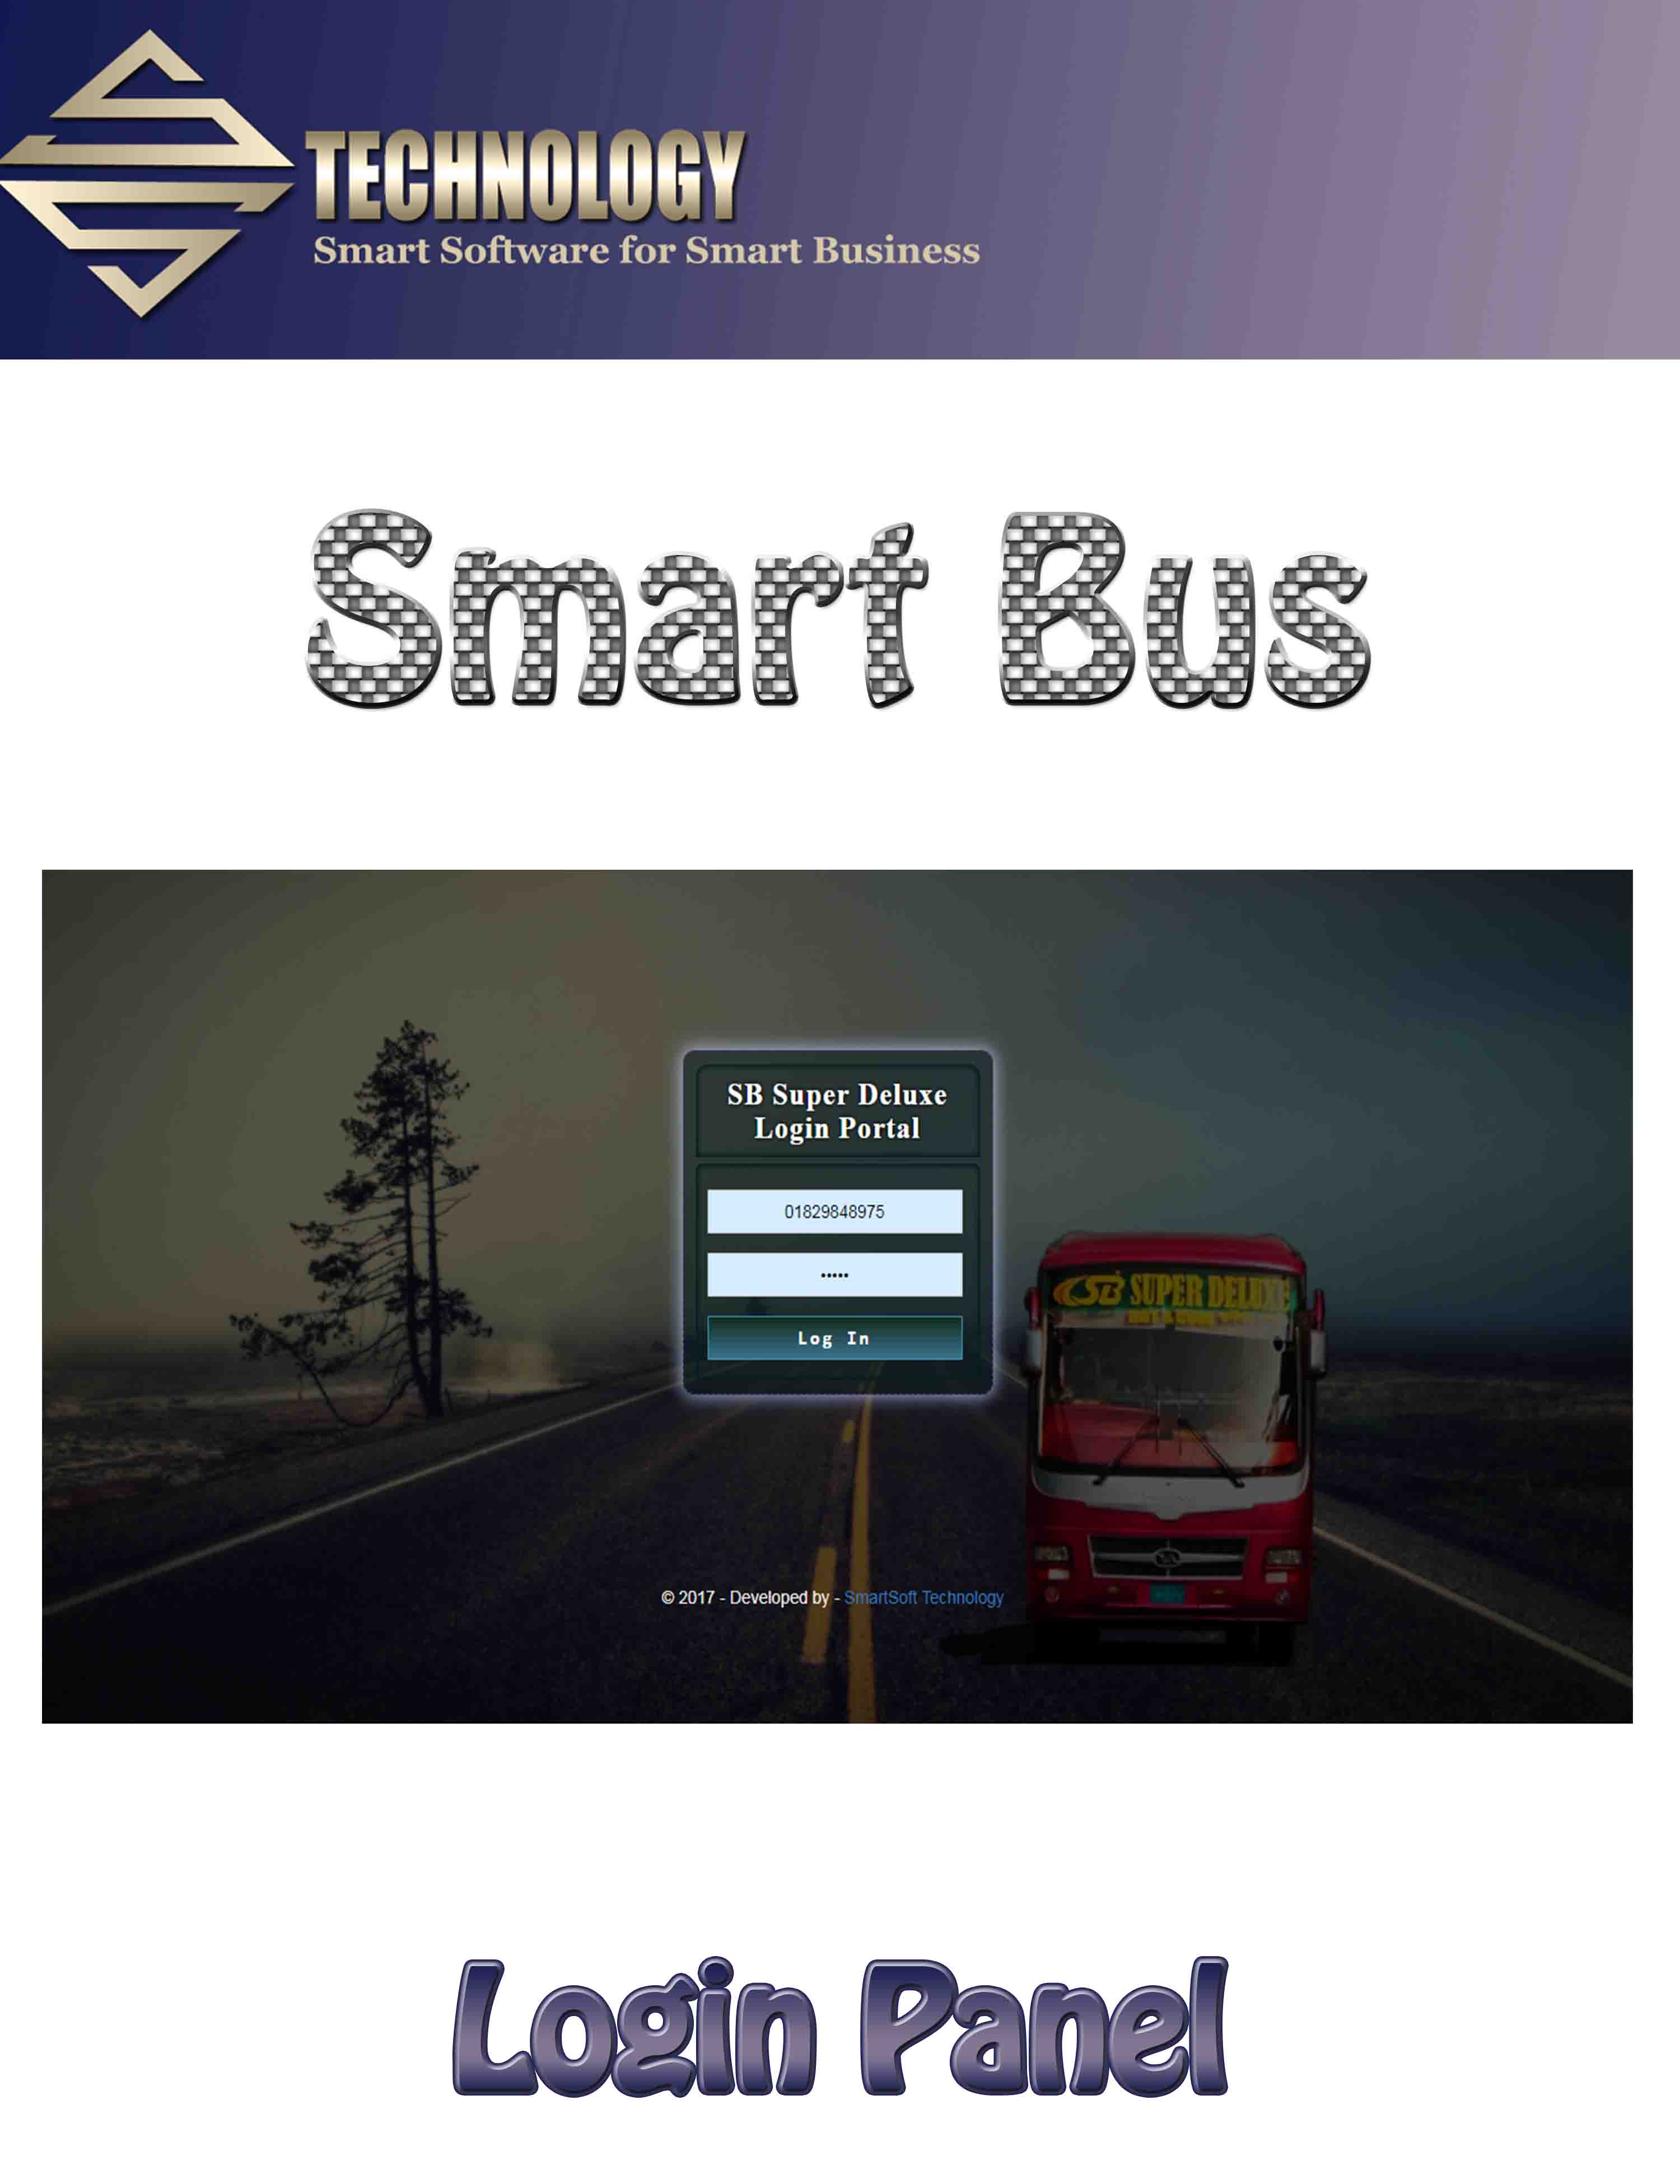 TECHNOLOGY
Smart Software for Smart Business
Smart Bus
SB Super Deluxe
Login Portal
01829848975
•••••
Log In
SB SUPER DELUXE
© 2017 - Developed by - SmartSoft Technology
Login Panel